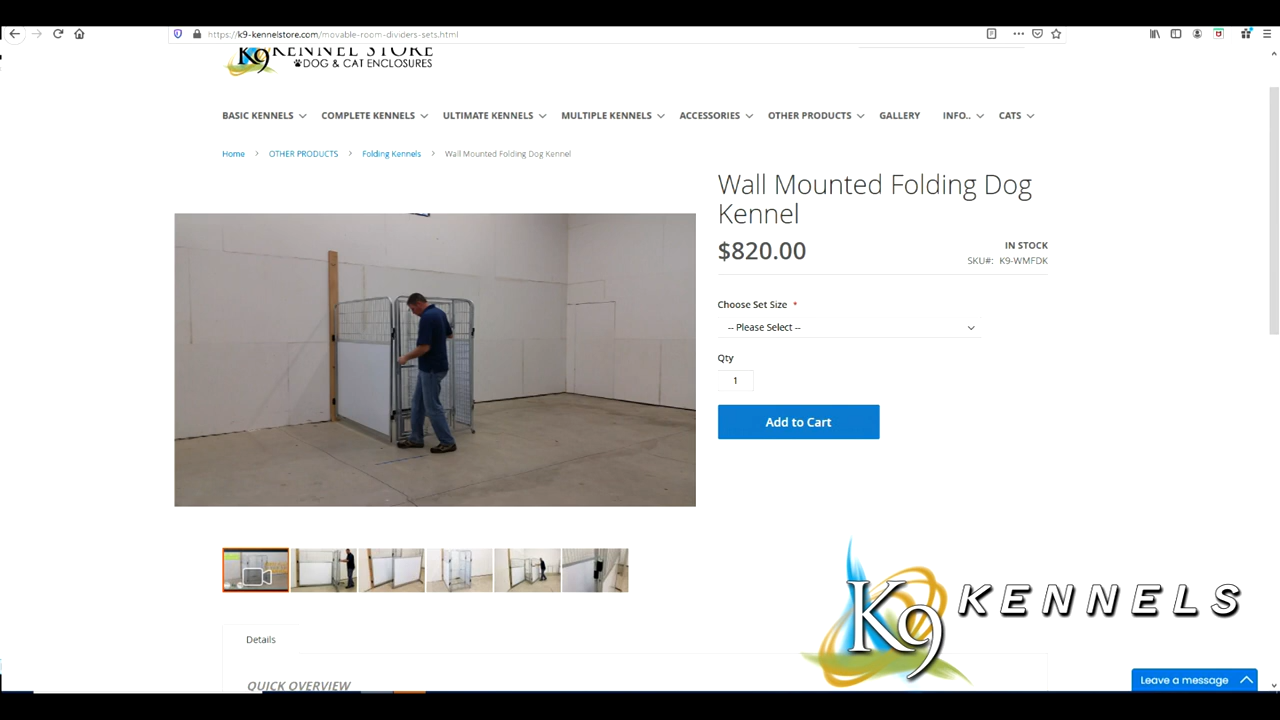 https://k9-kennelstore.com/movable-room-dividers-sets.html
K9 KENNEL STORE
DOG & CAT ENCLOSURES
BASIC KENNELS COMPLETE KENNELS ULTIMATE KENNELS MULTIPLE KENNELS ACCESSORIES OTHER PRODUCTS GALLERY INFO.. CATS
Home > OTHER PRODUCTS > Folding Kennels > Wall Mounted Folding Dog Kennel
Wall Mounted Folding Dog
Kennel
$820.00
IN STOCK
SKU#: K9-WMFDK
Choose Set Size *
-- Please Select --
Qty
1
Add to Cart
K9 KENNELS
Details
QUICK OVERVIEW
Leave a message